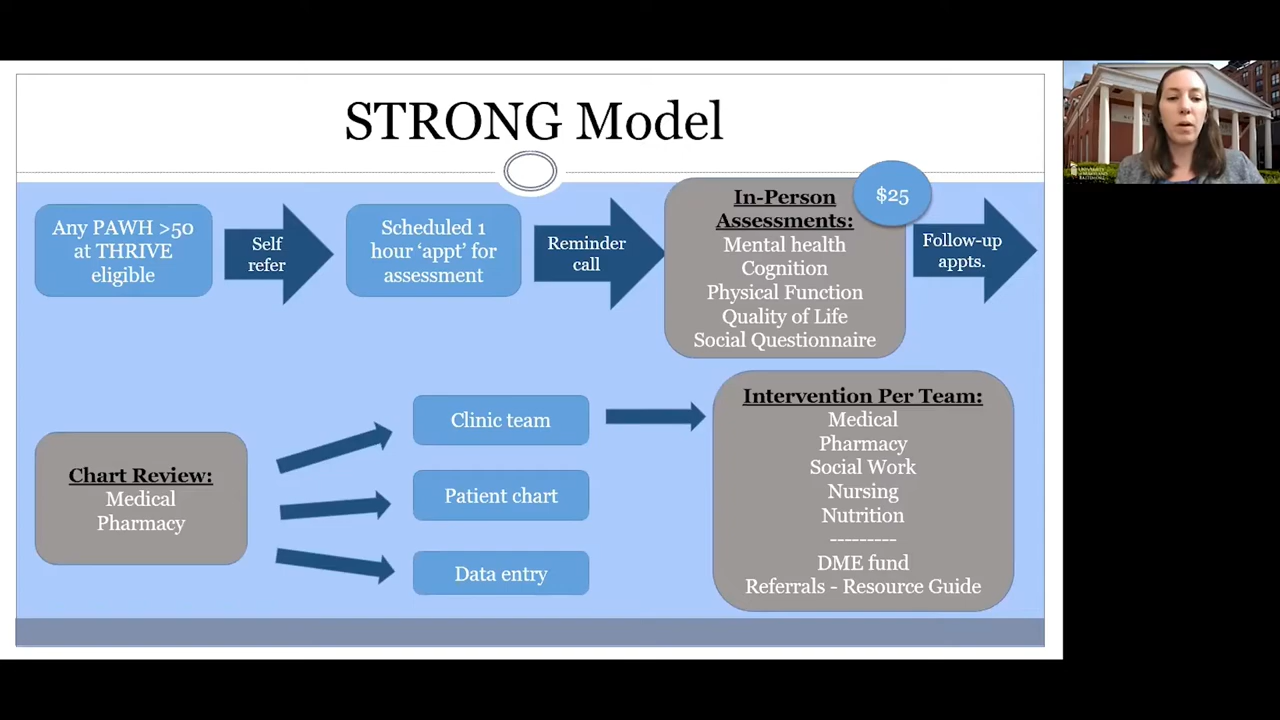 STRONG Model
Any PAWH >50
at THRIVE
eligible
Self
refer
Scheduled 1
hour ‘appt’ for
assessment
Reminder
call
In-Person
Assessments:
Mental health
Cognition
Physical Function
Quality of Life
Social Questionnaire
$25
Follow-up
appts.
Chart Review:
Medical
Pharmacy
Clinic team
Patient chart
Data entry
Intervention Per Team:
Medical
Pharmacy
Social Work
Nursing
Nutrition
---------
DME fund
Referrals - Resource Guide